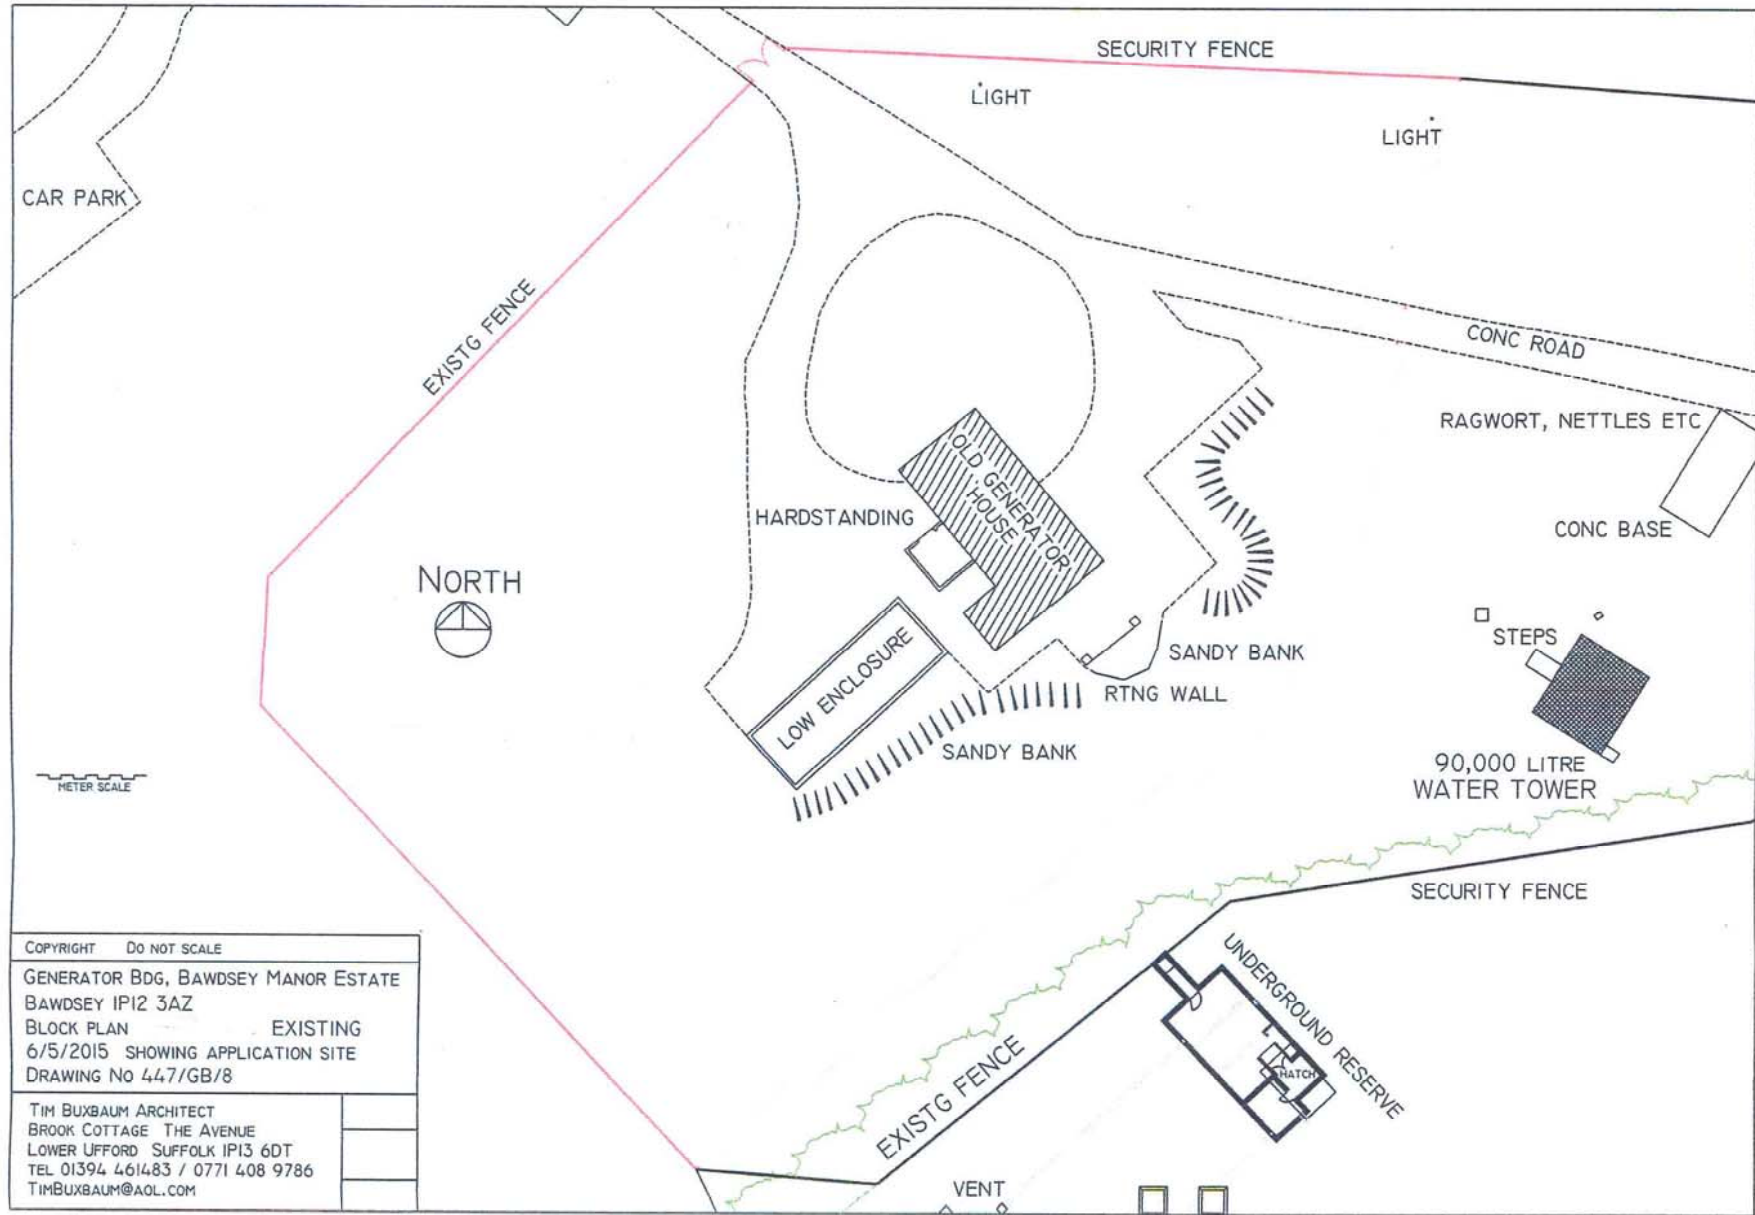 SECURITY FENCE
LIGHT
LIGHT
CAR PARK
EXISTG FENCE
CONC ROAD
RAGWORT, NETTLES ETC
OLD GENERATOR
HOUSE
HARDSTANDING
CONC BASE
NORTH
STEPS
LOW ENCLOSURE
SANDY BANK
RTNG WALL
SANDY BANK
90,000 LITRE
WATER TOWER
METER SCALE
SECURITY FENCE
UNDERGROUND RESERVE
HATCH
EXISTG FENCE
VENT
COPYRIGHT DO NOT SCALE
GENERATOR BDG, BAWDSEY MANOR ESTATE
BAWDSEY IP12 3AZ
BLOCK PLAN EXISTING
6/5/2015 SHOWING APPLICATION SITE
DRAWING NO 447/GB/8
TIM BUXBAUM ARCHITECT
BROOK COTTAGE THE AVENUE
LOWER UFFORD SUFFOLK IP13 6DT
TEL 01394 461483 / 0771 408 9786
TIMBUXBAUM@AOL.COM